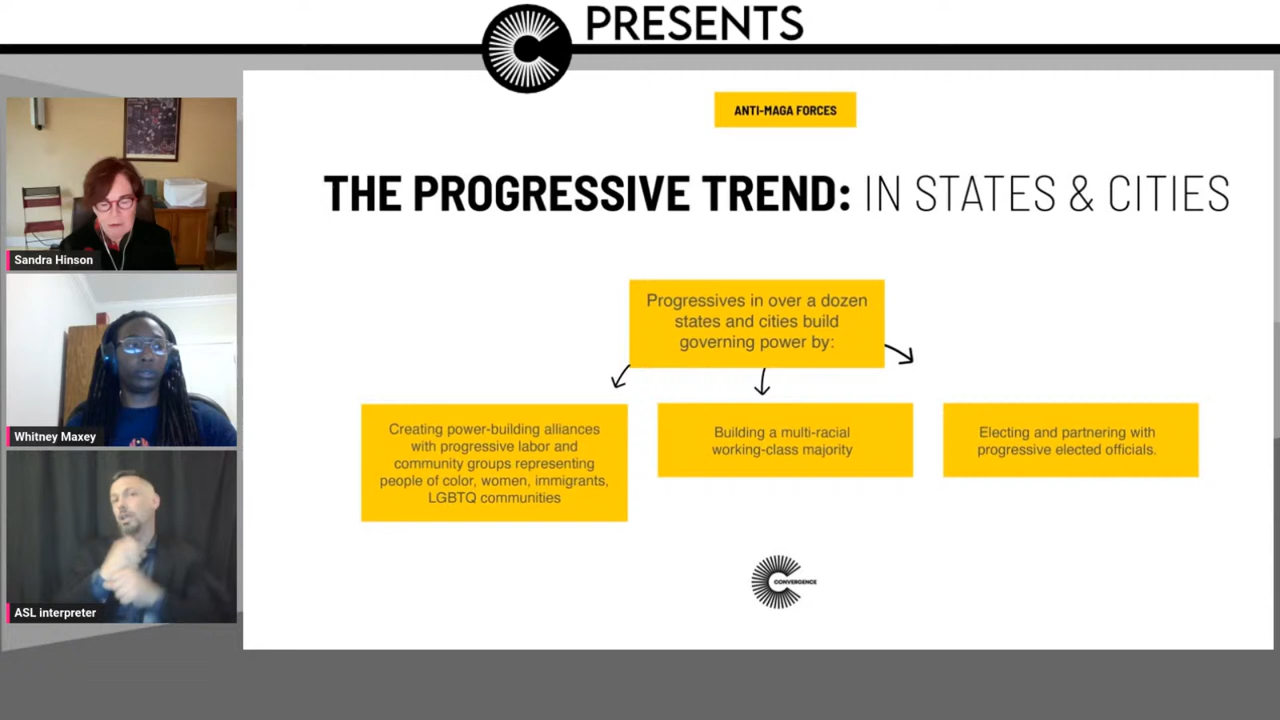 PRESENTS
ANTI-MAGA FORCES
THE PROGRESSIVE TREND: IN STATES & CITIES
Progressives in over a dozen
states and cities build
governing power by:
Creating power-building alliances
with progressive labor and
community groups representing
people of color, women, immigrants,
LGBTQ communities
Building a multi-racial
working-class majority
Electing and partnering with
progressive elected officials.
CONVERGENCE
Sandra Hinson
Whitney Maxey
ASL interpreter